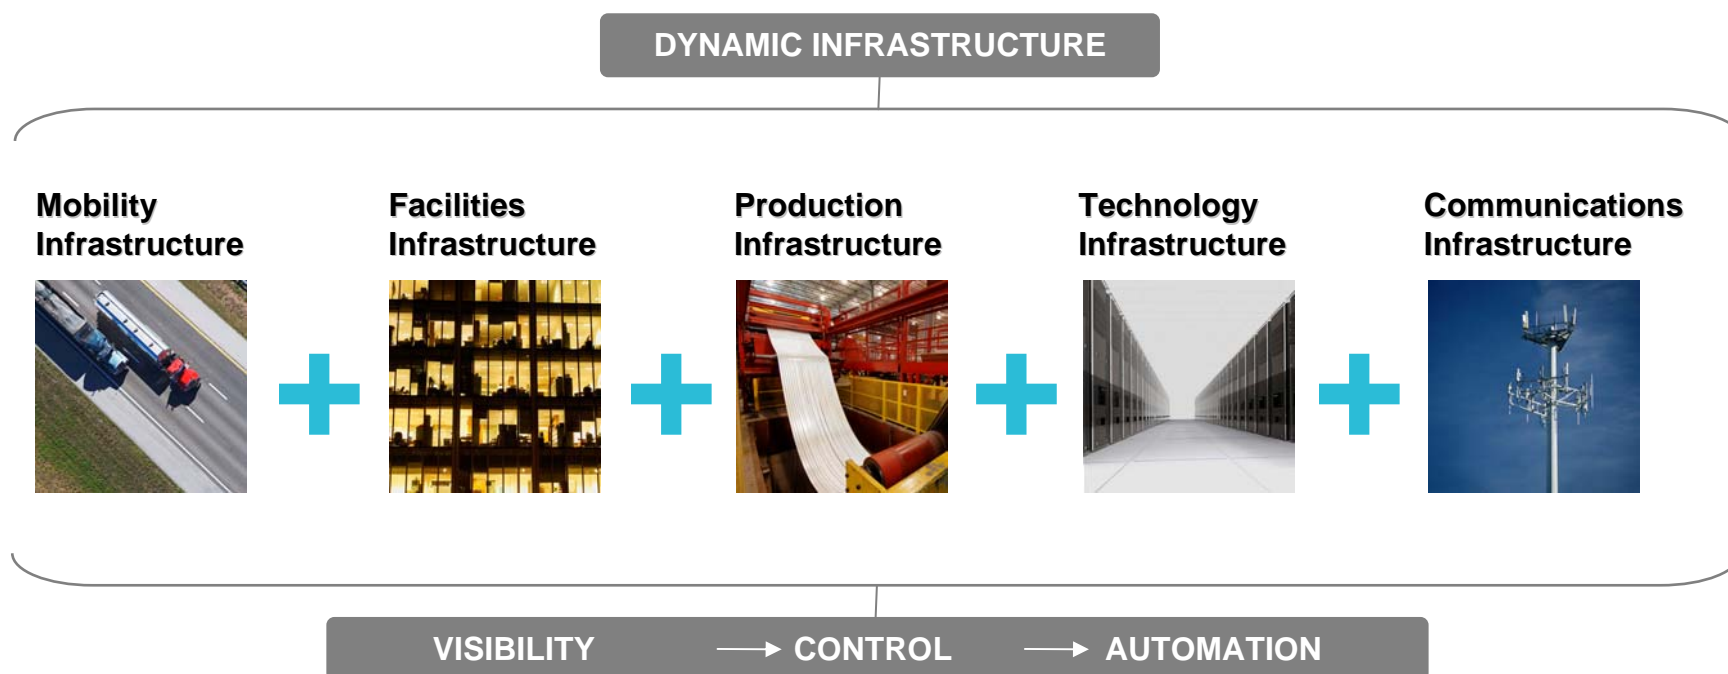 DYNAMIC INFRASTRUCTURE
Mobility
Infrastructure
Facilities
Infrastructure
Production
Infrastructure
Technology
Infrastructure
Communications
Infrastructure
VISIBILITY → CONTROL → AUTOMATION